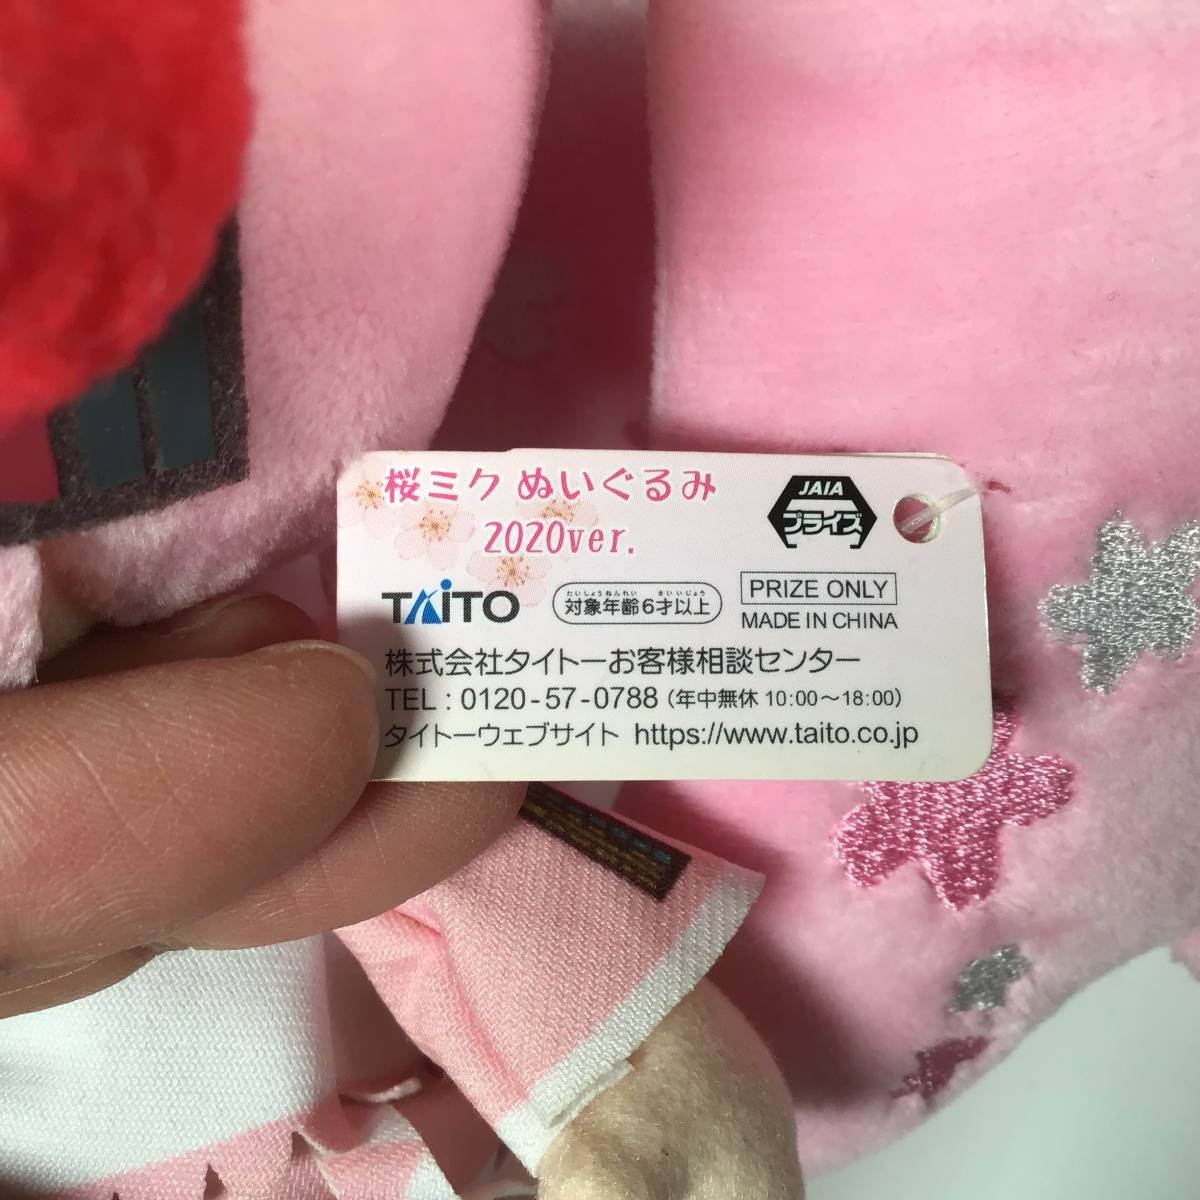 桜ミク ぬいぐるみ
2020ver.
JAIA
プライズ
TAITO
たいしょうねんれい さいいじょう
対象年齢6才以上
PRIZE ONLY
MADE IN CHINA
株式会社タイトーお客様相談センター
TEL : 0120-57-0788 (年中無休 10:00〜18:00)
タイトーウェブサイト https://www.taito.co.jp